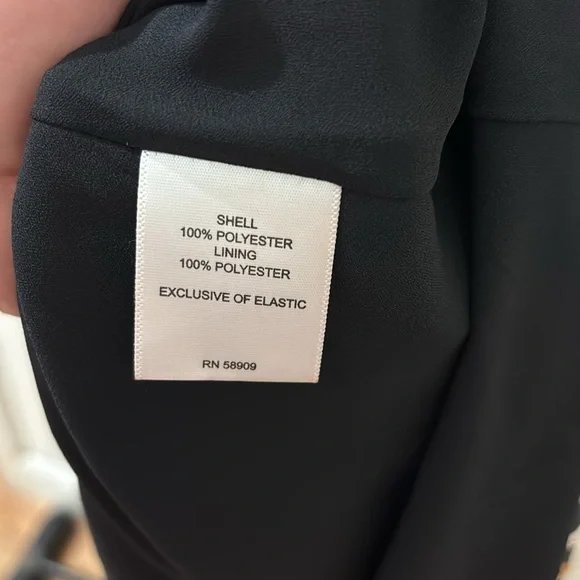 SHELL
100% POLYESTER
LINING
100% POLYESTER
EXCLUSIVE OF ELASTIC
RN 58909